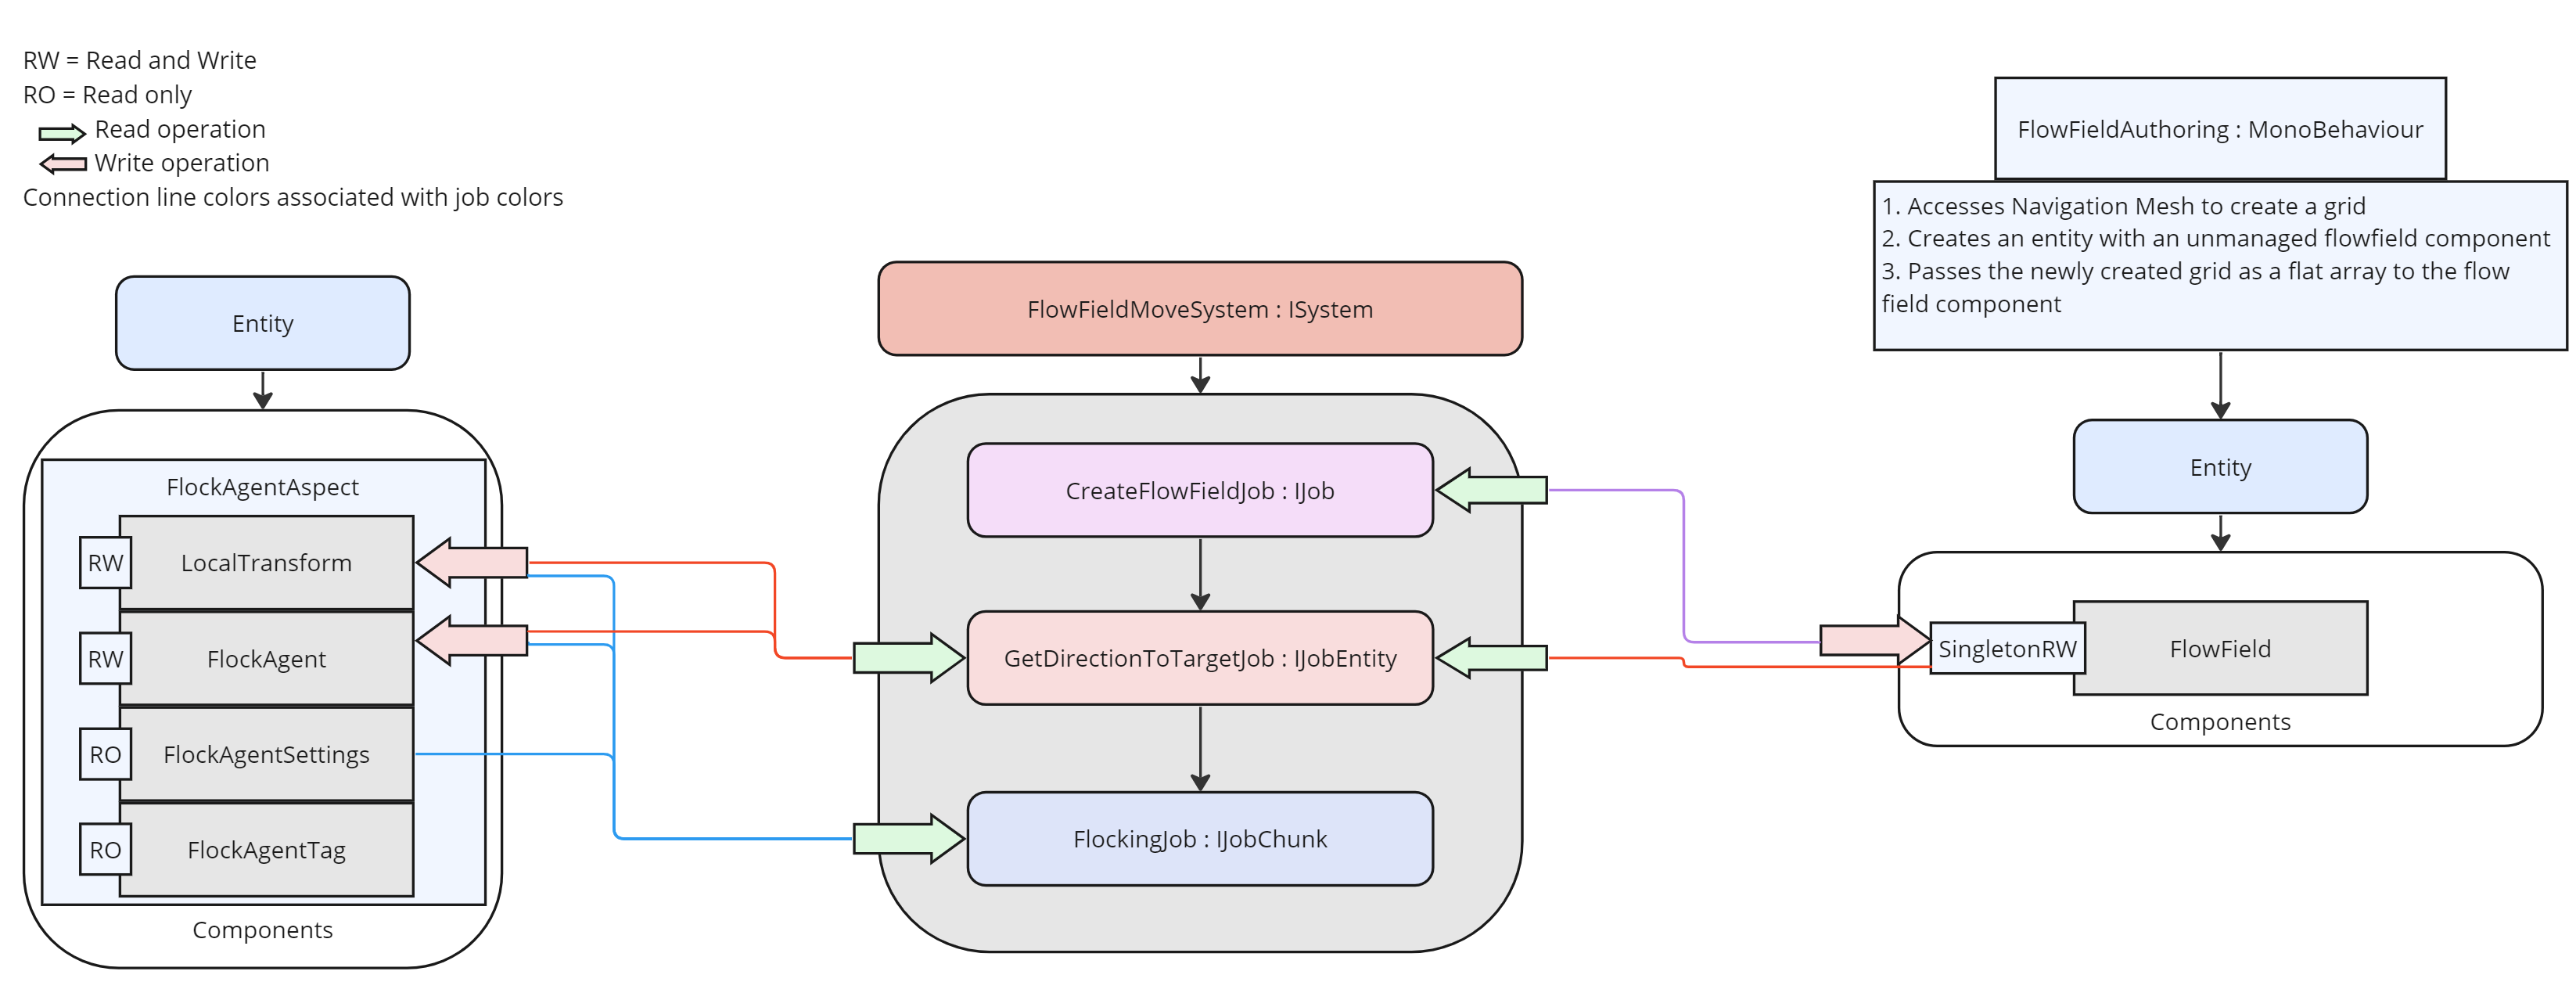 RW = Read and Write
RO = Read only
Read operation
Write operation
Connection line colors associated with job colors
Entity
FlockAgentAspect
RW
LocalTransform
RW
FlockAgent
RO
FlockAgentSettings
RO
FlockAgentTag
Components
FlowFieldMoveSystem : ISystem
CreateFlowFieldJob : IJob
GetDirectionToTargetJob : IJobEntity
FlockingJob : IJobChunk
FlowFieldAuthoring : MonoBehaviour
1. Accesses Navigation Mesh to create a grid
2. Creates an entity with an unmanaged flowfield component
3. Passes the newly created grid as a flat array to the flow
field component
Entity
SingletonRW
FlowField
Components